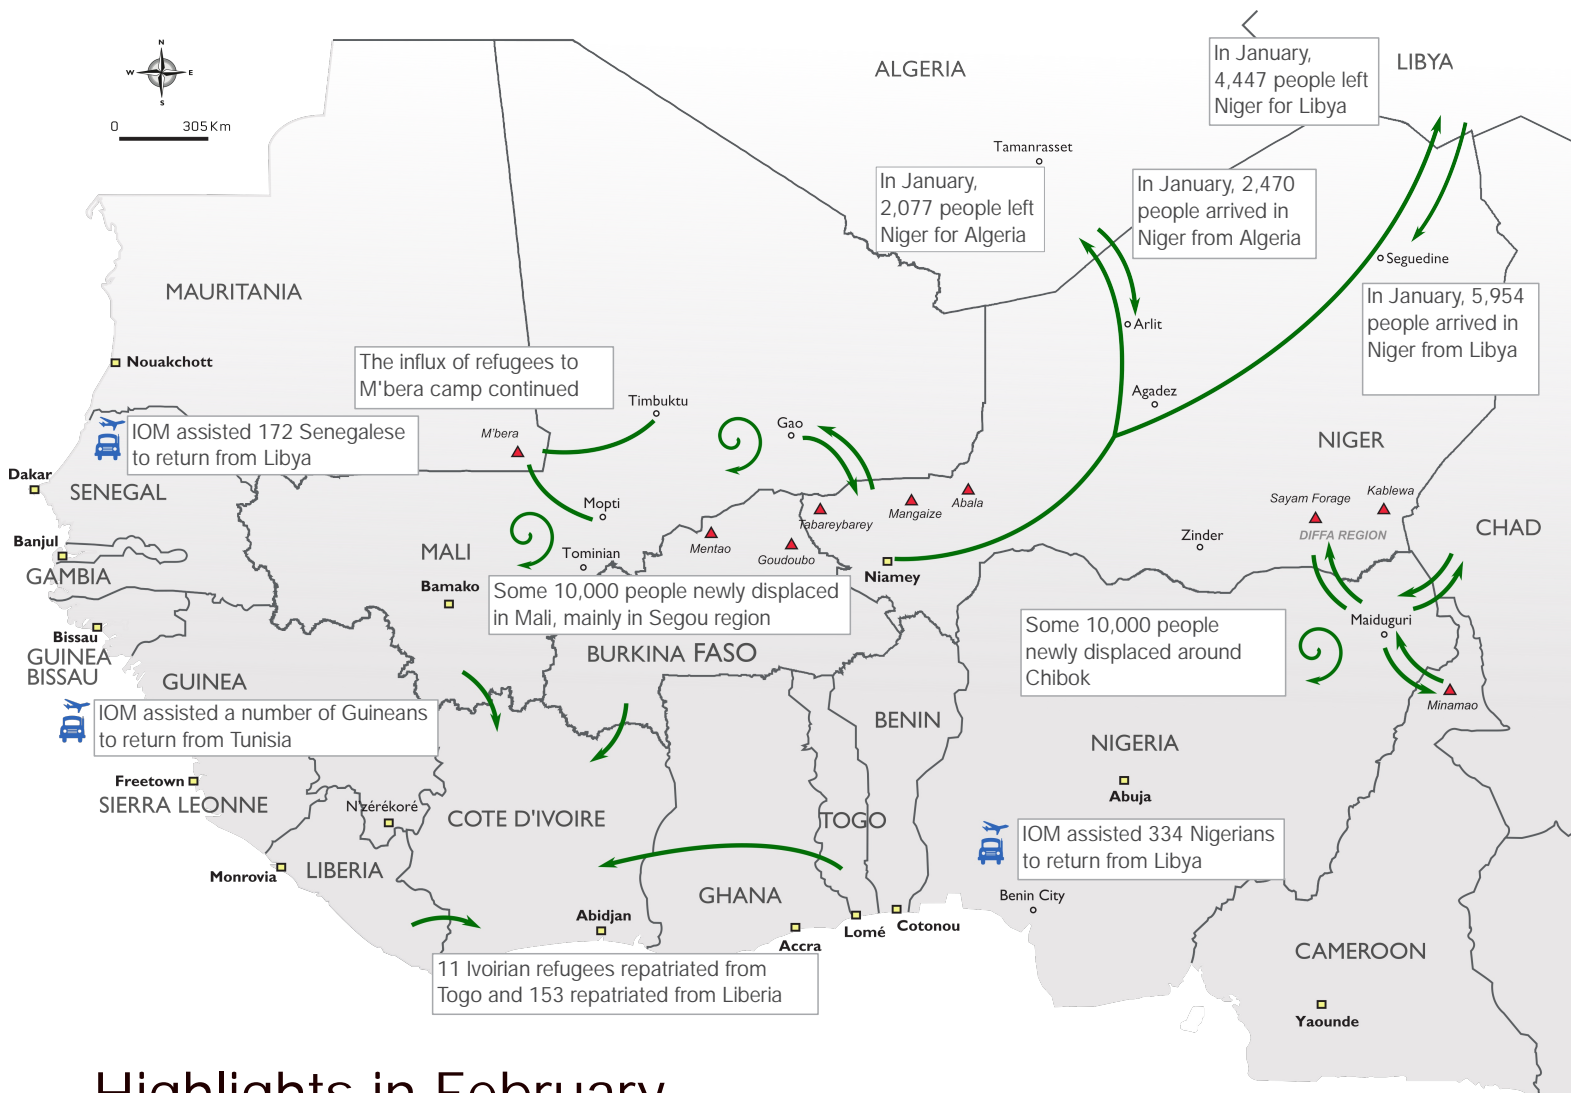 N
W
E
S
0
305 Km
ALGERIA
LIBYA
In January,
4,447 people left
Niger for Libya
Tamanrasset
In January,
2,077 people left
Niger for Algeria
In January, 2,470
people arrived in
Niger from Algeria
Seguedine
In January, 5,954
people arrived in
Niger from Libya
MAURITANIA
Arlit
Nouakchott
The influx of refugees to
M'bera camp continued
Timbuktu
Agadez
Gao
M'bera
NIGER
IOM assisted 172 Senegalese
to return from Libya
Dakar
SENEGAL
Mopti
Tabareybarey
Mangaize
Abala
Sayam Forage
Kablewa
DIFFA REGION
CHAD
Banjul
GAMBIA
MALI
Tominian
Mentao
Goudoubo
Niamey
Zinder
Bamako
Some 10,000 people newly displaced
in Mali, mainly in Segou region
Bissau
GUINEA
BISSAU
BURKINA FASO
Some 10,000 people
newly displaced around
Chibok
Maiduguri
GUINEA
Minamao
IOM assisted a number of Guineans
to return from Tunisia
BENIN
NIGERIA
Freetown
SIERRA LEONNE
N'zérékoré
COTE D'IVOIRE
TOGO
Abuja
IOM assisted 334 Nigerians
to return from Libya
Monrovia
LIBERIA
GHANA
Benin City
Abidjan
Accra
Lomé
Cotonou
CAMEROON
11 Ivoirian refugees repatriated from
Togo and 153 repatriated from Liberia
Yaounde
Highlights in February